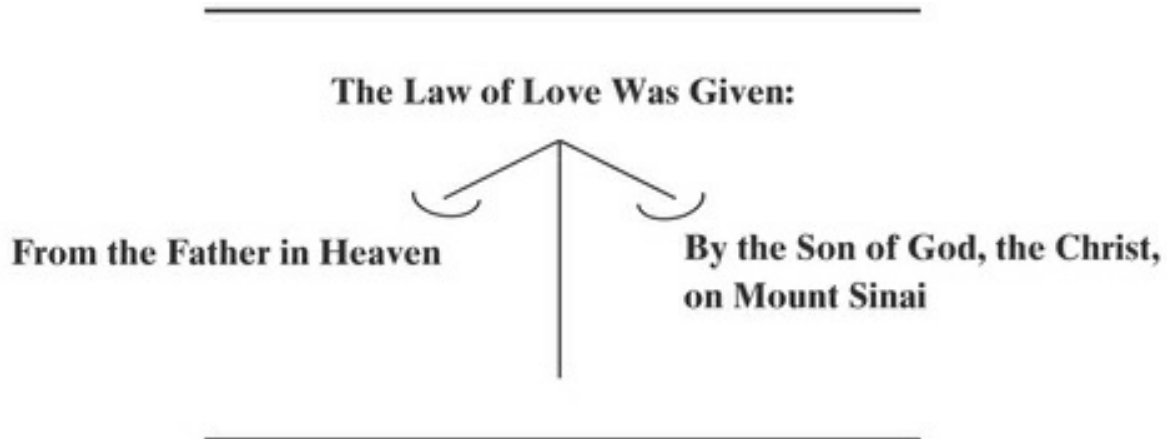 The Law of Love Was Given:
From the Father in Heaven
By the Son of God, the Christ,
on Mount Sinai